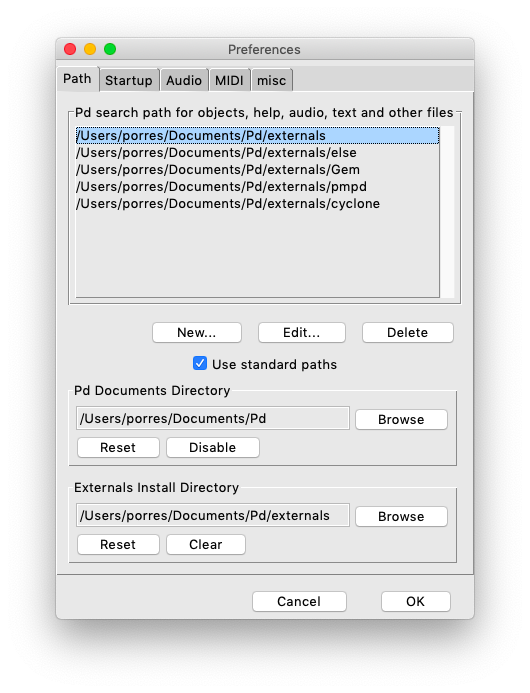 Preferences
Path Startup Audio MIDI misc
Pd search path for objects, help, audio, text and other files
/Users/porres/Documents/Pd/externals
/Users/porres/Documents/Pd/externals/else
/Users/porres/Documents/Pd/externals/Gem
/Users/porres/Documents/Pd/externals/pmpd
/Users/porres/Documents/Pd/externals/cyclone
New... Edit... Delete
Use standard paths
Pd Documents Directory
/Users/porres/Documents/Pd Browse
Reset Disable
Externals Install Directory
/Users/porres/Documents/Pd/externals Browse
Reset Clear
Cancel OK